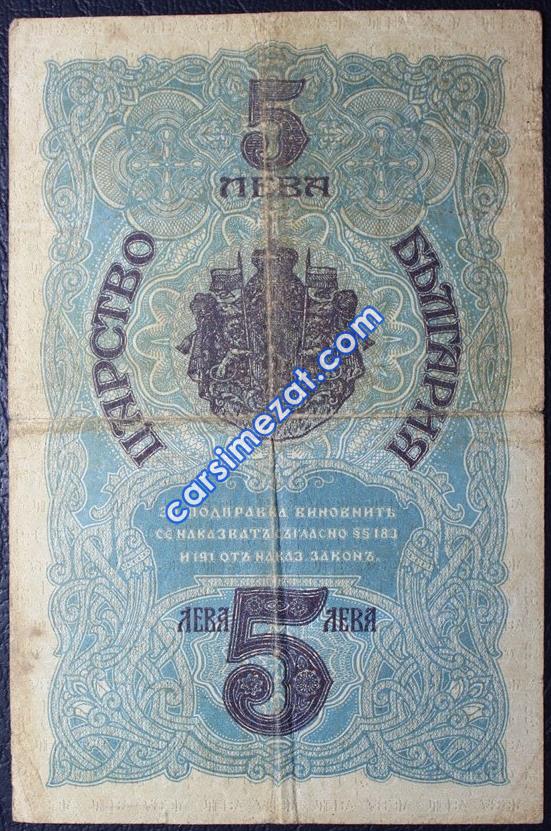 5
ЛЕВА
ЦАРСТВО
БЪЛГАРИЯ
carsimezat.com
ЗА ПОДПРАВКА ВИНОВНИТѢ
СЕ НАКАЗВАТЪ СЪГЛАСНО §§ 183
И 191 ОТЪ НАКАЗ. ЗАКОНЪ.
ЛЕВА 5 ЛЕВА